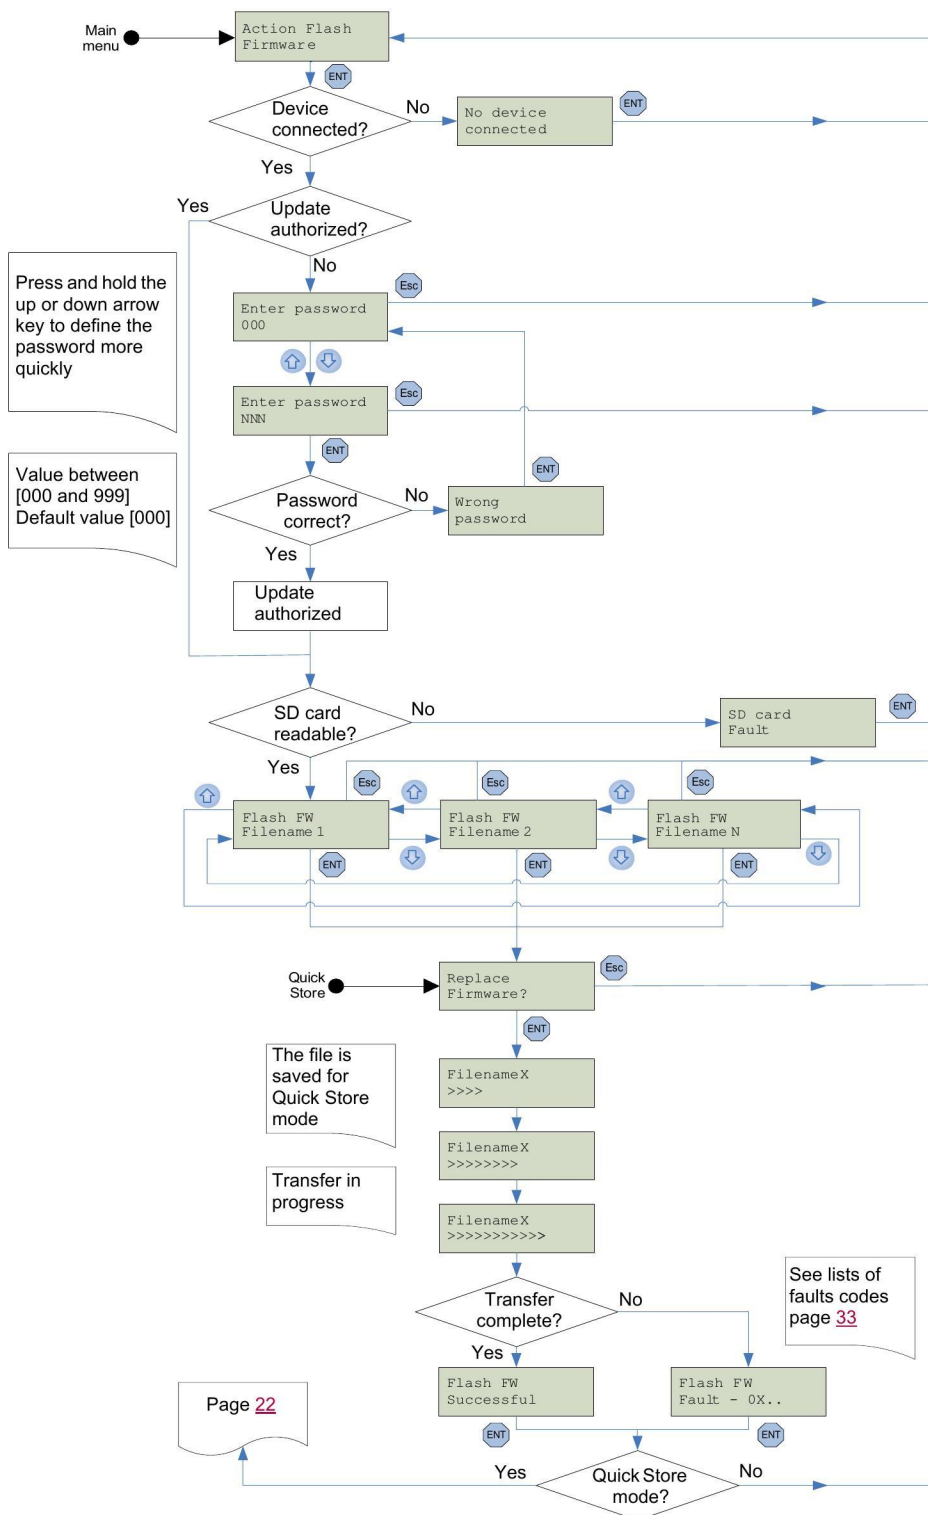 Main
menu
Action Flash
Firmware
ENT
Device
connected?
No
No device
connected
ENT
Yes
Yes
Update
authorized?
No
Press and hold the
up or down arrow
key to define the
password more
quickly
Enter password
000
Esc
Enter password
NNN
Esc
ENT
Value between
[000 and 999]
Default value [000]
Password
correct?
No
Wrong
password
ENT
Yes
Update
authorized
SD card
readable?
No
SD card
Fault
ENT
Yes
Esc
Esc
Esc
Flash FW
Filename 1
Flash FW
Filename 2
Flash FW
Filename N
ENT
ENT
ENT
Quick
Store
Replace
Firmware?
Esc
ENT
The file is
saved for
Quick Store
mode
FilenameX
>>>>
FilenameX
>>>>>>>>
Transfer in
progress
FilenameX
>>>>>>>>>>>>
Transfer
complete?
No
See lists of
faults codes
page 33
Yes
Flash FW
Successful
Flash FW
Fault - 0X..
ENT
ENT
Page 22
Yes
Quick Store
mode?
No